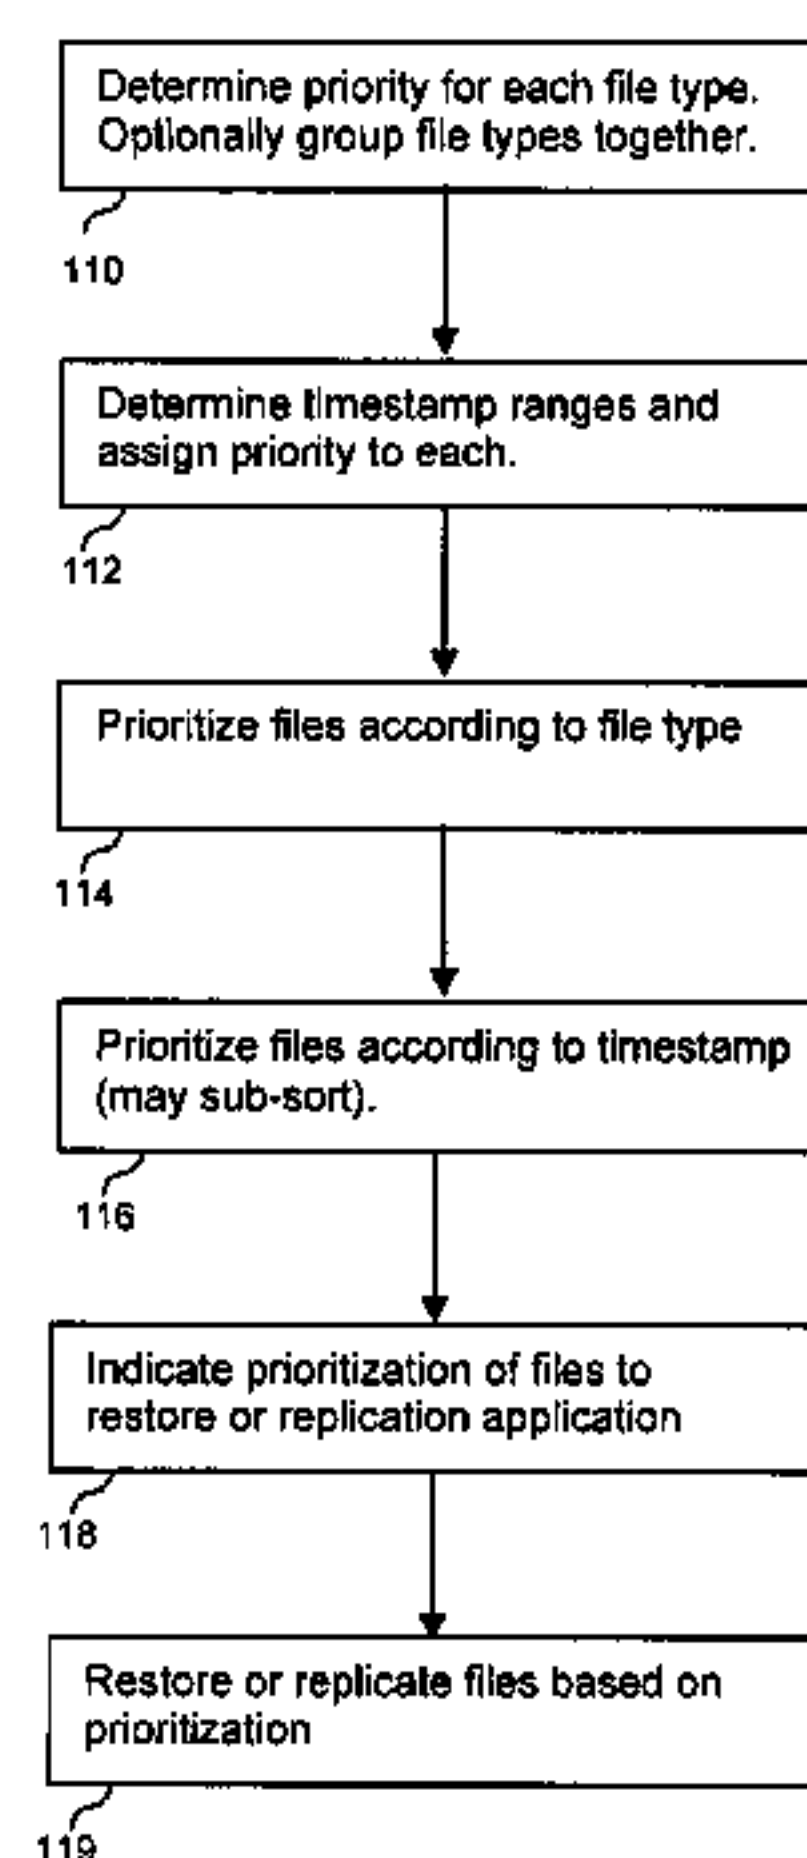 Determine priority for each file type.
Optionally group file types together.
110
Determine timestamp ranges and
assign priority to each.
112
Prioritize files according to file type
114
Prioritize files according to timestamp
(may sub-sort).
116
Indicate prioritization of files to
restore or replication application
118
Restore or replicate files based on
prioritization
119